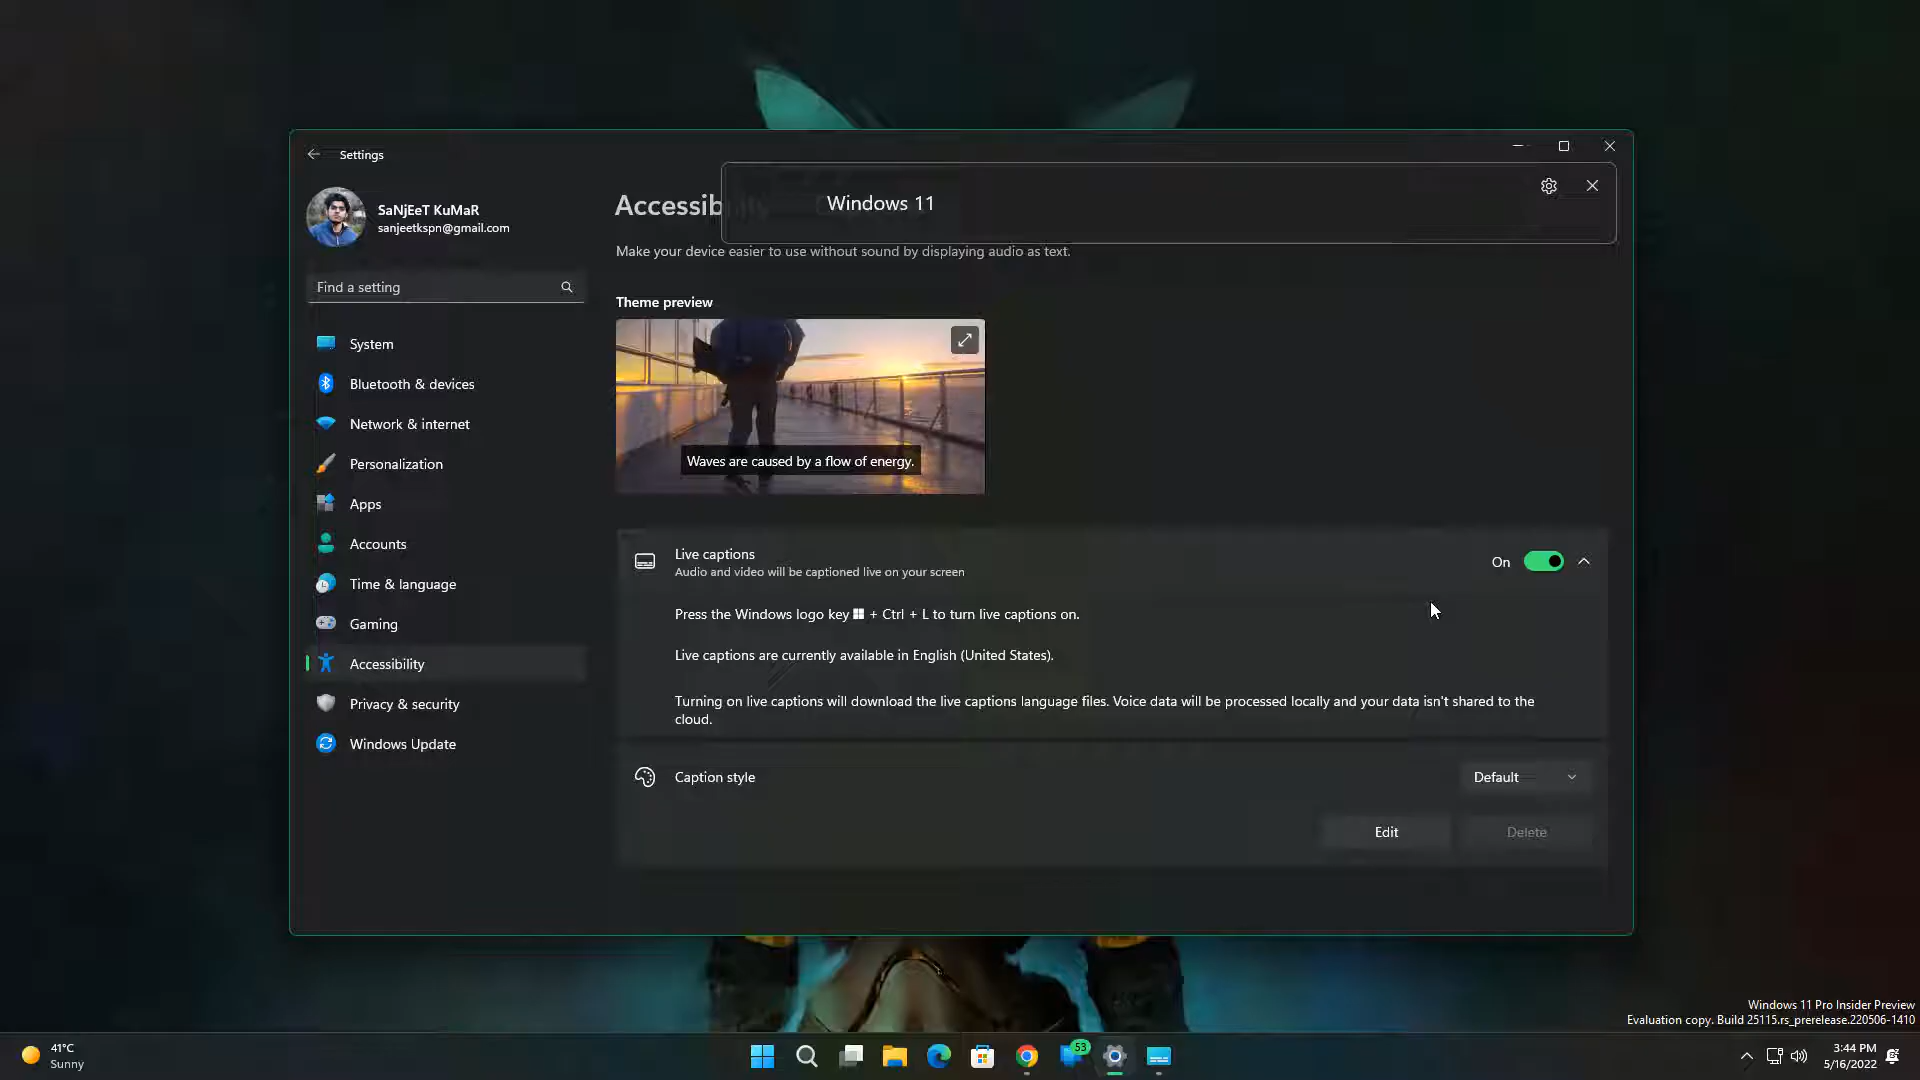 Settings
SaNjEeT KuMaR
sanjeetkspn@gmail.com
Find a setting
System
Bluetooth & devices
Network & internet
Personalization
Apps
Accounts
Time & language
Gaming
Accessibility
Privacy & security
Windows Update
Accessib
Windows 11
Make your device easier to use without sound by displaying audio as text.
Theme preview
Waves are caused by a flow of energy.
Live captions
Audio and video will be captioned live on your screen
On
Press the Windows logo key + Ctrl + L to turn live captions on.
Live captions are currently available in English (United States).
Turning on live captions will download the live captions language files. Voice data will be processed locally and your data isn't shared to the
cloud.
Caption style
Default
Edit
Delete
Windows 11 Pro Insider Preview
Evaluation copy. Build 25115.rs_prerelease.220506-1410
41°C
Sunny
53
3:44 PM
5/16/2022